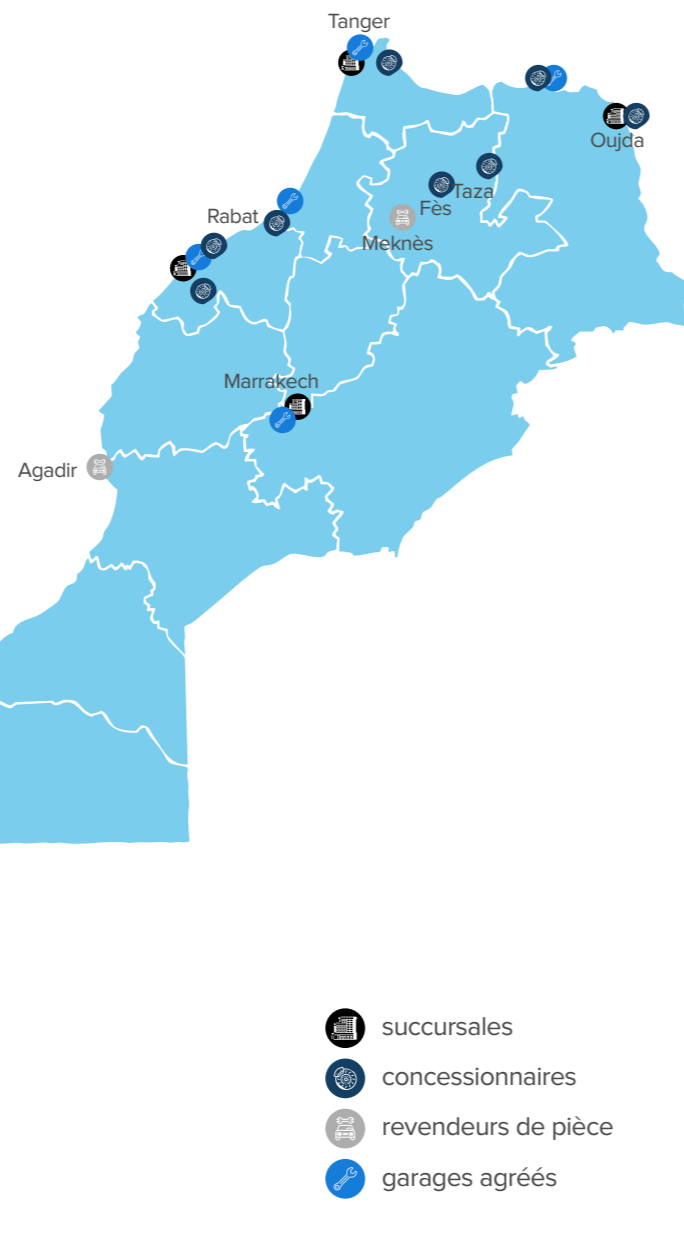 Tanger
Oujda
Taza
Fès
Rabat
Meknès
Marrakech
Agadir
succursales
concessionnaires
revendeurs de pièce
garages agréés